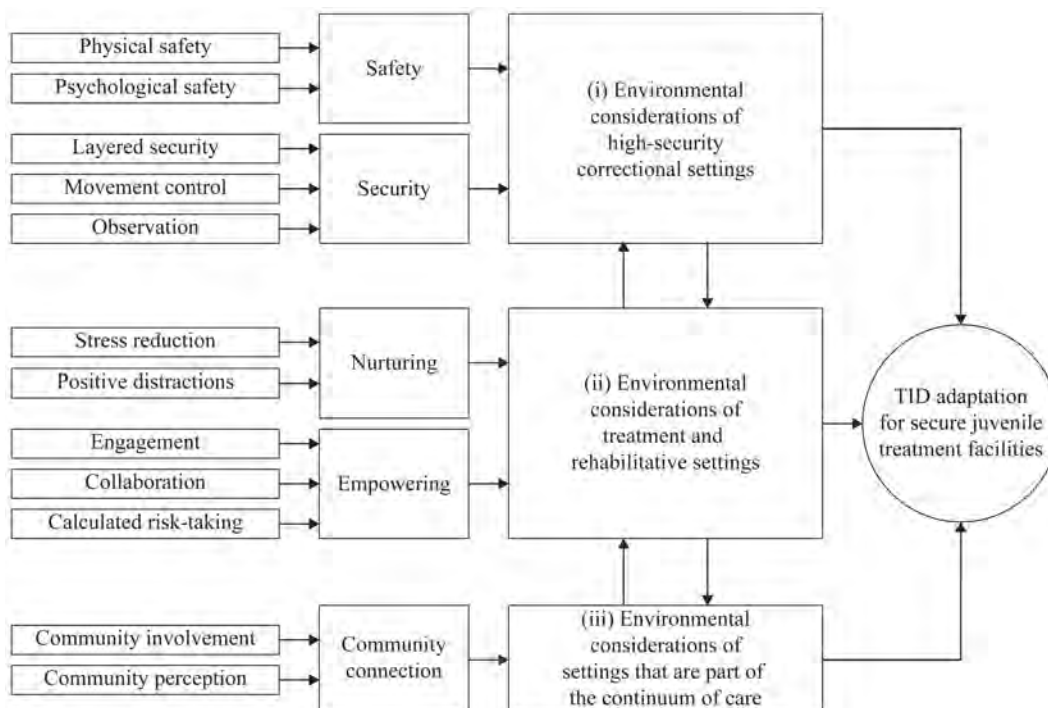 Physical safety
Psychological safety
Safety
Layered security
Movement control
Observation
Security
(i) Environmental
considerations of
high-security
correctional settings
Stress reduction
Positive distractions
Nurturing
Engagement
Collaboration
Calculated risk-taking
Empowering
(ii) Environmental
considerations of
treatment and
rehabilitative settings
Community involvement
Community perception
Community
connection
(iii) Environmental
considerations of
settings that are part of
the continuum of care
TID adaptation
for secure juvenile
treatment facilities